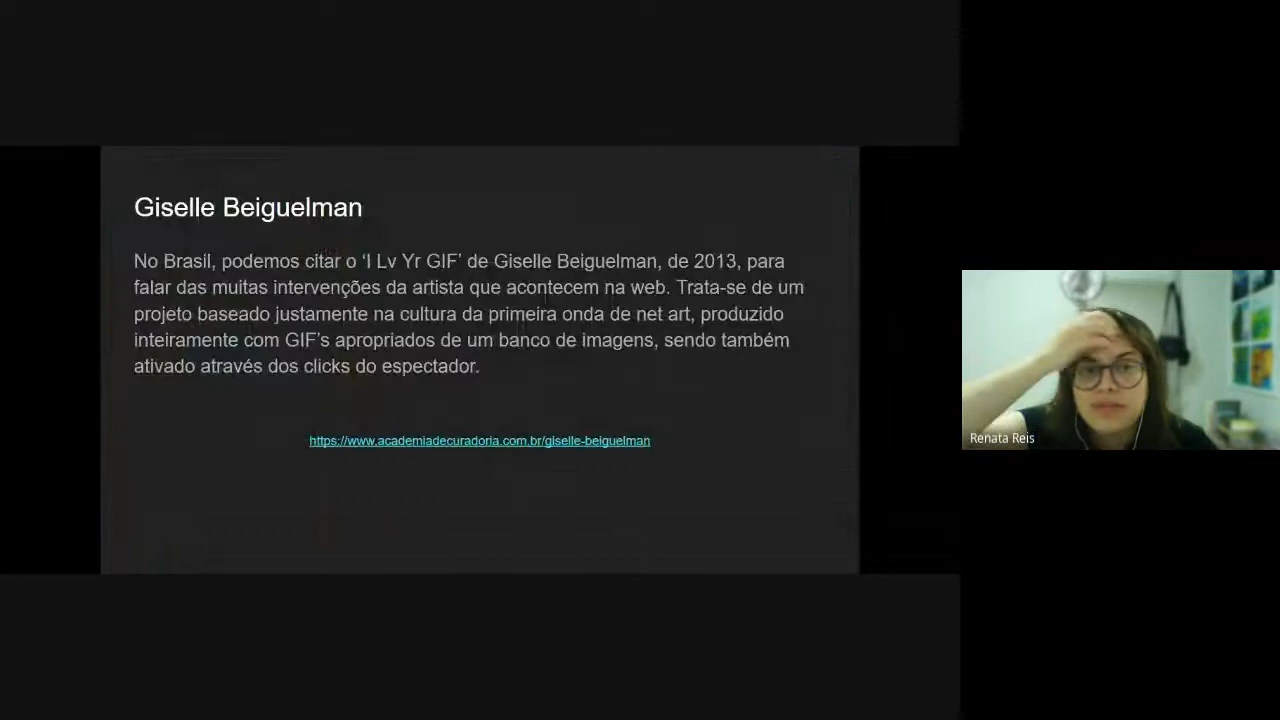 Giselle Beiguelman
No Brasil, podemos citar o ‘I Lv Yr GIF’ de Giselle Beiguelman, de 2013, para
falar das muitas intervenções da artista que acontecem na web. Trata-se de um
projeto baseado justamente na cultura da primeira onda de net art, produzido
inteiramente com GIF’s apropriados de um banco de imagens, sendo também
ativado através dos clicks do espectador.
https://www.academiadecuradoria.com.br/giselle-beiguelman
Renata Reis